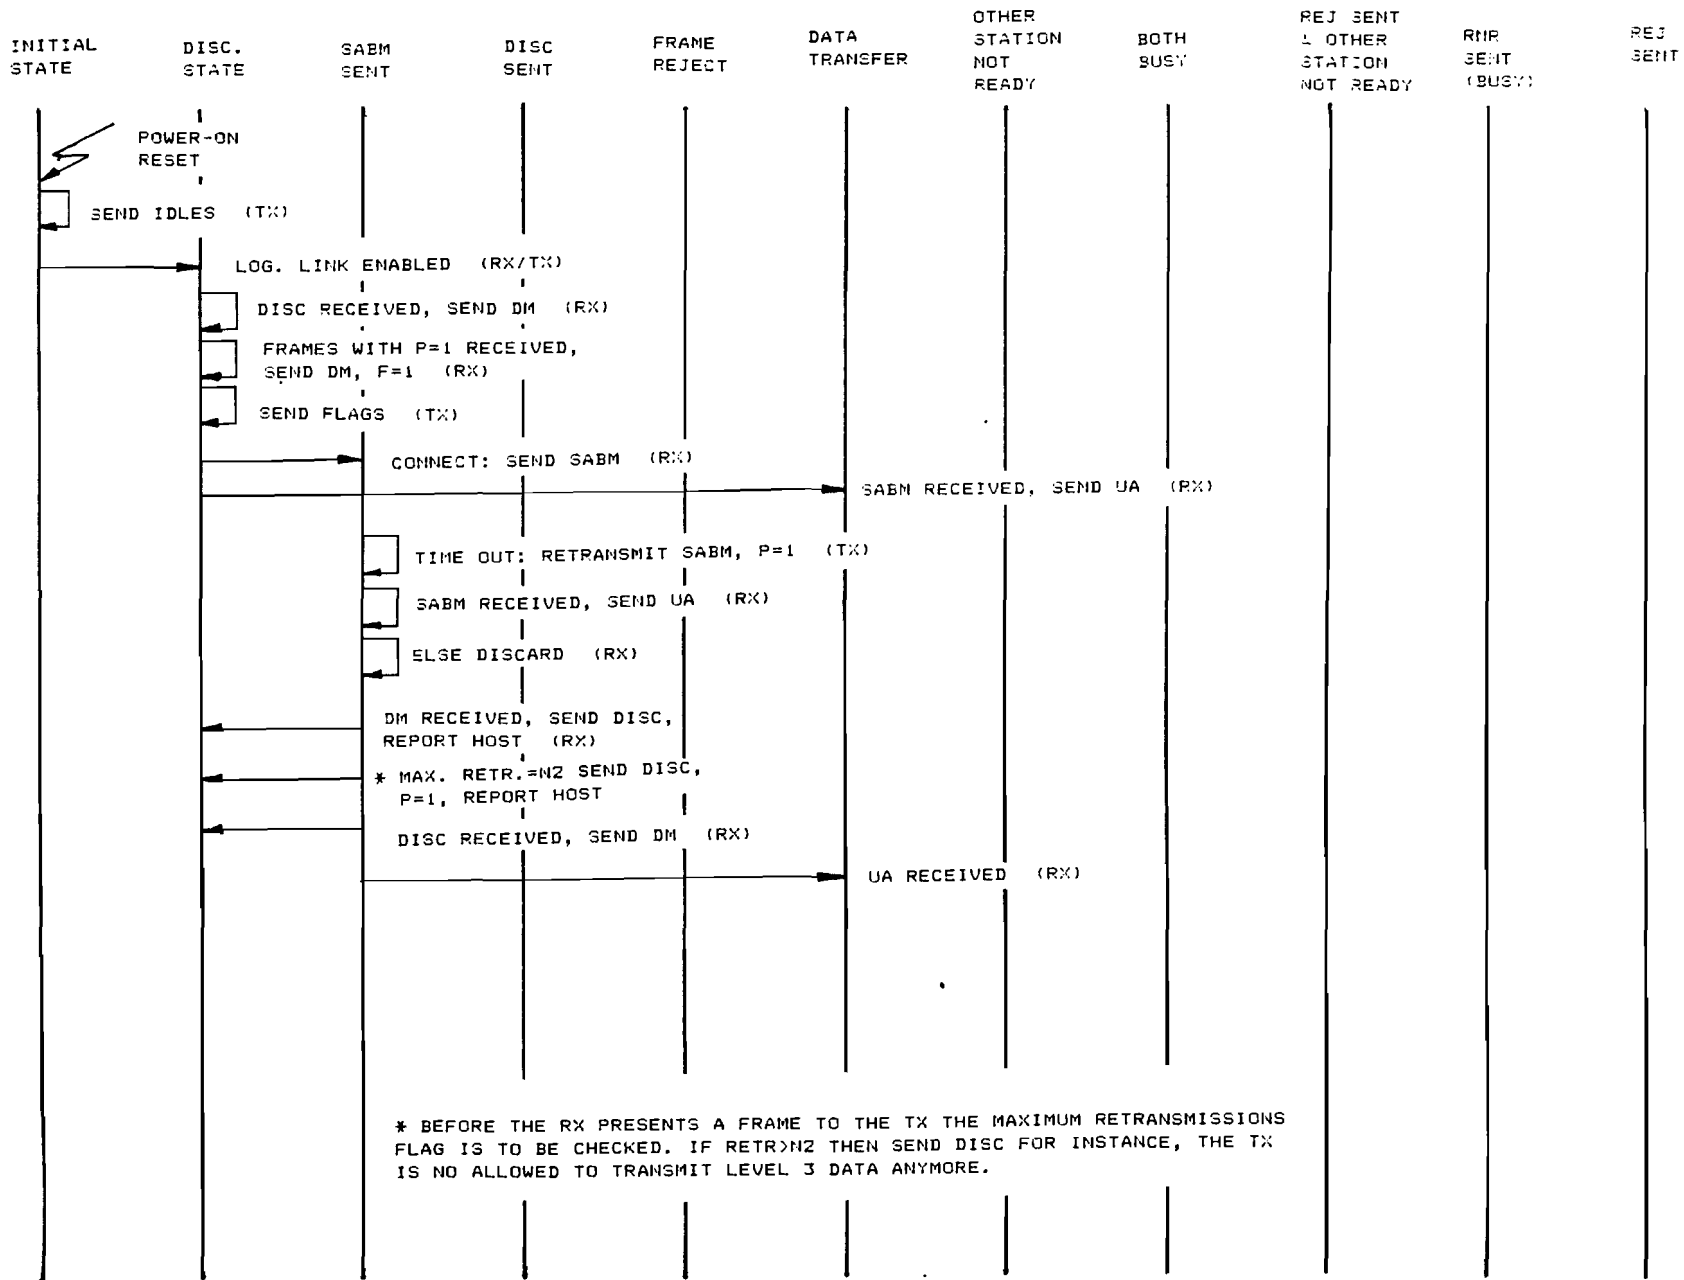 INITIAL
STATE
DISC.
STATE
SABM
SENT
DISC
SENT
FRAME
REJECT
DATA
TRANSFER
OTHER
STATION
NOT
READY
BOTH
BUSY
REJ SENT
& OTHER
STATION
NOT READY
RNR
SENT
(BUSY)
REJ
SENT
POWER-ON
RESET
SEND IDLES (TX)
LOG. LINK ENABLED (RX/TX)
DISC RECEIVED, SEND DM (RX)
FRAMES WITH P=1 RECEIVED,
SEND DM, F=1 (RX)
SEND FLAGS (TX)
CONNECT: SEND SABM (RX)
SABM RECEIVED, SEND UA (RX)
TIME OUT: RETRANSMIT SABM, P=1 (TX)
SABM RECEIVED, SEND UA (RX)
ELSE DISCARD (RX)
DM RECEIVED, SEND DISC,
REPORT HOST (RX)
* MAX. RETR.=N2 SEND DISC,
P=1, REPORT HOST
DISC RECEIVED, SEND DM (RX)
UA RECEIVED (RX)
* BEFORE THE RX PRESENTS A FRAME TO THE TX THE MAXIMUM RETRANSMISSIONS
FLAG IS TO BE CHECKED. IF RETR>N2 THEN SEND DISC FOR INSTANCE, THE TX
IS NO ALLOWED TO TRANSMIT LEVEL 3 DATA ANYMORE.